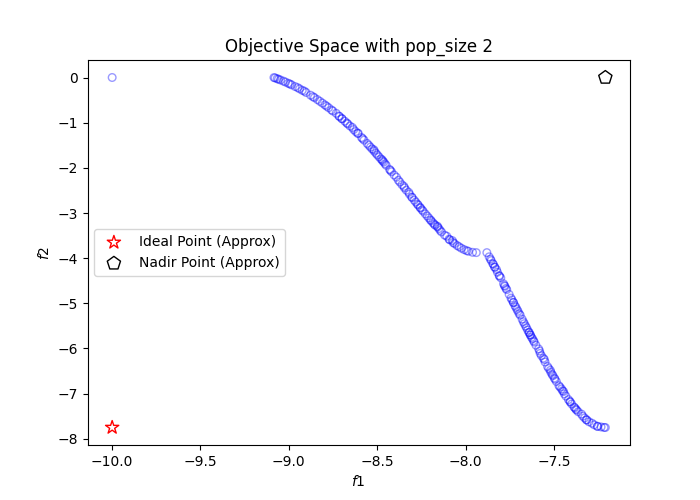 Objective Space with pop_size 2
f2
0
−1
−2
−3
−4
−5
−6
−7
−8
Ideal Point (Approx)
Nadir Point (Approx)
−10.0 −9.5 −9.0 −8.5 −8.0 −7.5
f1